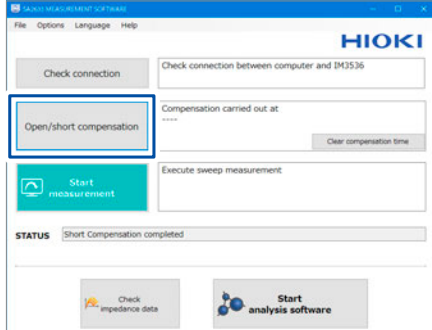 SA2633 MEASUREMENT SOFTWARE
File Options Language Help
HIOKI
Check connection
Check connection between computer and IM3536
Open/short compensation
Compensation carried out at
----
Clear compensation time
Start
measurement
Execute sweep measurement
STATUS Short Compensation completed
Check
impedance data
Start
analysis software